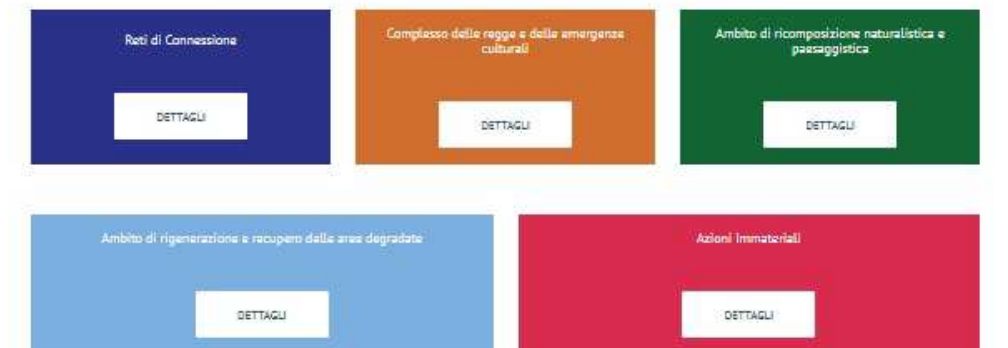 Reti di Connessione
Complesso delle regge e delle emergenze
culturali
Ambito di ricomposizione naturalistica e
paesaggistica
DETTAGLI
DETTAGLI
DETTAGLI
Ambito di rigenerazione e recupero delle aree degradate
Azioni Immateriali
DETTAGLI
DETTAGLI